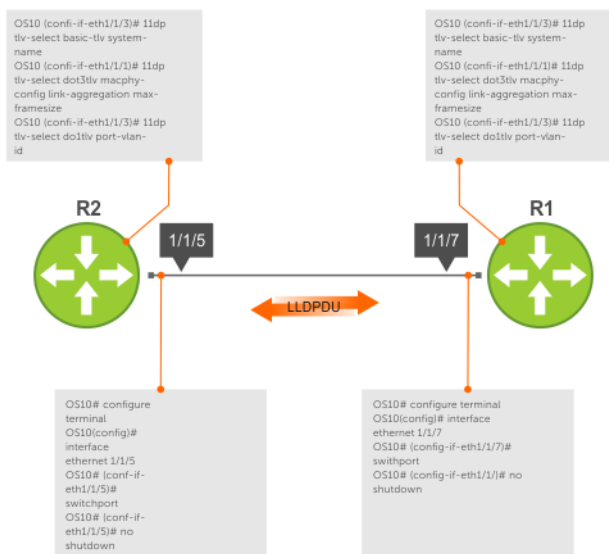 OS10 (confi-if-eth1/1/3)# 11dp
tlv-select basic-tlv system-
name
OS10 (confi-if-eth1/1/1)# 11dp
tlv-select dot3tlv macphy-
config link-aggregation max-
framesize
OS10 (confi-if-eth1/1/3)# 11dp
tlv-select do1tlv port-vlan-
id
OS10 (confi-if-eth1/1/3)# 11dp
tlv-select basic-tlv system-
name
OS10 (confi-if-eth1/1/1)# 11dp
tlv-select dot3tlv macphy-
config link-aggregation max-
framesize
OS10 (confi-if-eth1/1/3)# 11dp
tlv-select do1tlv port-vlan-
id
R2
R1
1/1/5
1/1/7
LLDPDU
OS10# configure
terminal
OS10(config)#
interface
ethernet 1/1/5
OS10# (conf-if-
eth1/1/5)#
switchport
OS10# (conf-if-
eth1/1/5)# no
shutdown
OS10# configure terminal
OS10(config)# interface
ethernet 1/1/7
OS10# (config-if-eth1/1/7)#
swithport
OS10# (config-if-eth1/1/)# no
shutdown